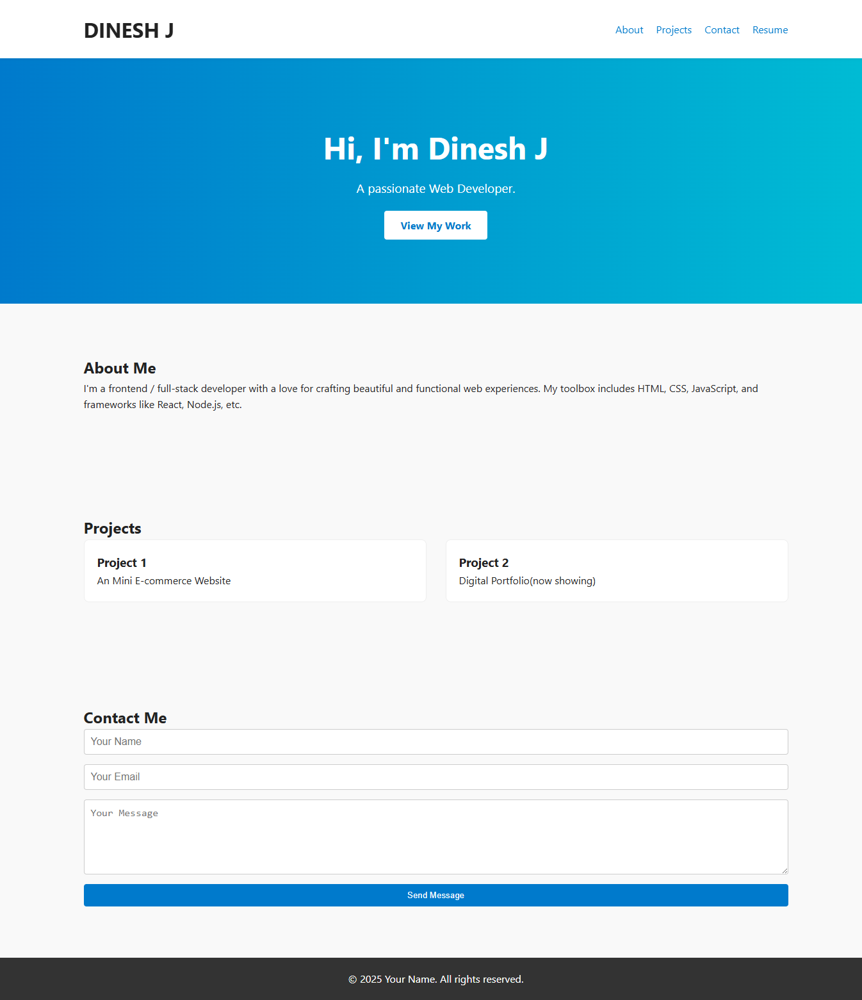 DINESH J
About Projects Contact Resume
Hi, I'm Dinesh J
A passionate Web Developer.
View My Work
About Me
I'm a frontend / full-stack developer with a love for crafting beautiful and functional web experiences. My toolbox includes HTML, CSS, JavaScript, and
frameworks like React, Node.js, etc.
Projects
Project 1
An Mini E-commerce Website
Project 2
Digital Portfolio(now showing)
Contact Me
Your Name
Your Email
Your Message
Send Message
© 2025 Your Name. All rights reserved.